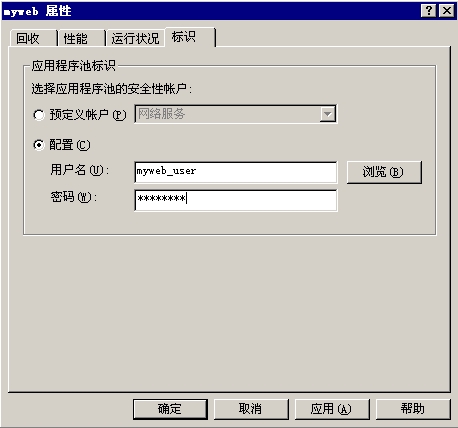 myweb 属性
回收 性能 运行状况 标识
应用程序池标识
选择应用程序池的安全性帐户:
预定义帐户(P) 网络服务
配置(C)
用户名(U): myweb_user 浏览(B)
密码(W): ********
确定 取消 应用(A) 帮助